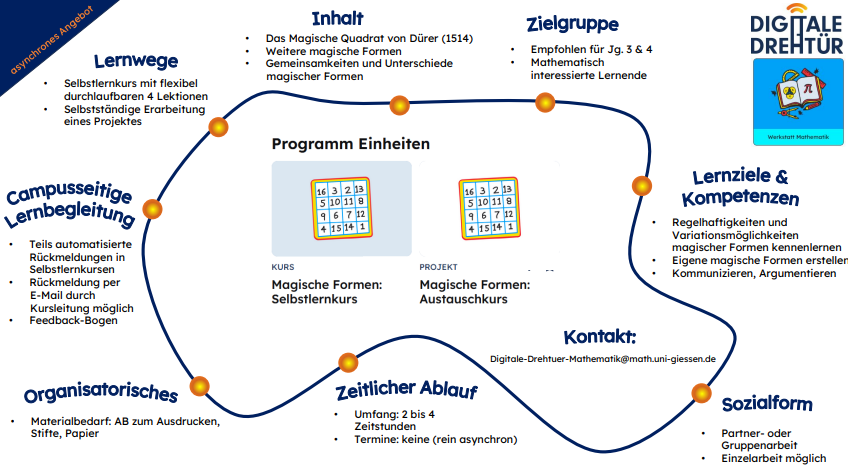 asynchrones Angebot
Inhalt
• Das Magische Quadrat von Dürer (1514)
• Weitere magische Formen
• Gemeinsamkeiten und Unterschiede
magischer Formen
Zielgruppe
• Empfohlen für Jg. 3 & 4
• Mathematisch
interessierte Lernende
DIGITALE
DREHTÜR
Werkstatt Mathematik
Lernwege
• Selbstlernkurs mit flexibel
durchlaufbaren 4 Lektionen
• Selbstständige Erarbeitung
eines Projektes
Programm Einheiten
16 3 2 13
5 10 11 8
9 6 7 12
4 15 14 1
KURS
Magische Formen:
Selbstlernkurs
16 3 2 13
5 10 11 8
9 6 7 12
4 15 14 1
PROJEKT
Magische Formen:
Austauschkurs
Lernziele &
Kompetenzen
• Regelhaftigkeiten und
Variationsmöglichkeiten
magischer Formen kennenlernen
• Eigene magische Formen erstellen
• Kommunizieren, Argumentieren
Campusseitige
Lernbegleitung
• Teils automatisierte
Rückmeldungen in
Selbstlernkursen
• Rückmeldung per
E-Mail durch
Kursleitung möglich
• Feedback-Bogen
Kontakt:
Digitale-Drehtuer-Mathematik@math.uni-giessen.de
Organisatorisches
• Materialbedarf: AB zum Ausdrucken,
Stifte, Papier
Zeitlicher Ablauf
• Umfang: 2 bis 4
Zeitstunden
• Termine: keine (rein asynchron)
Sozialform
• Partner- oder
Gruppenarbeit
• Einzelarbeit möglich